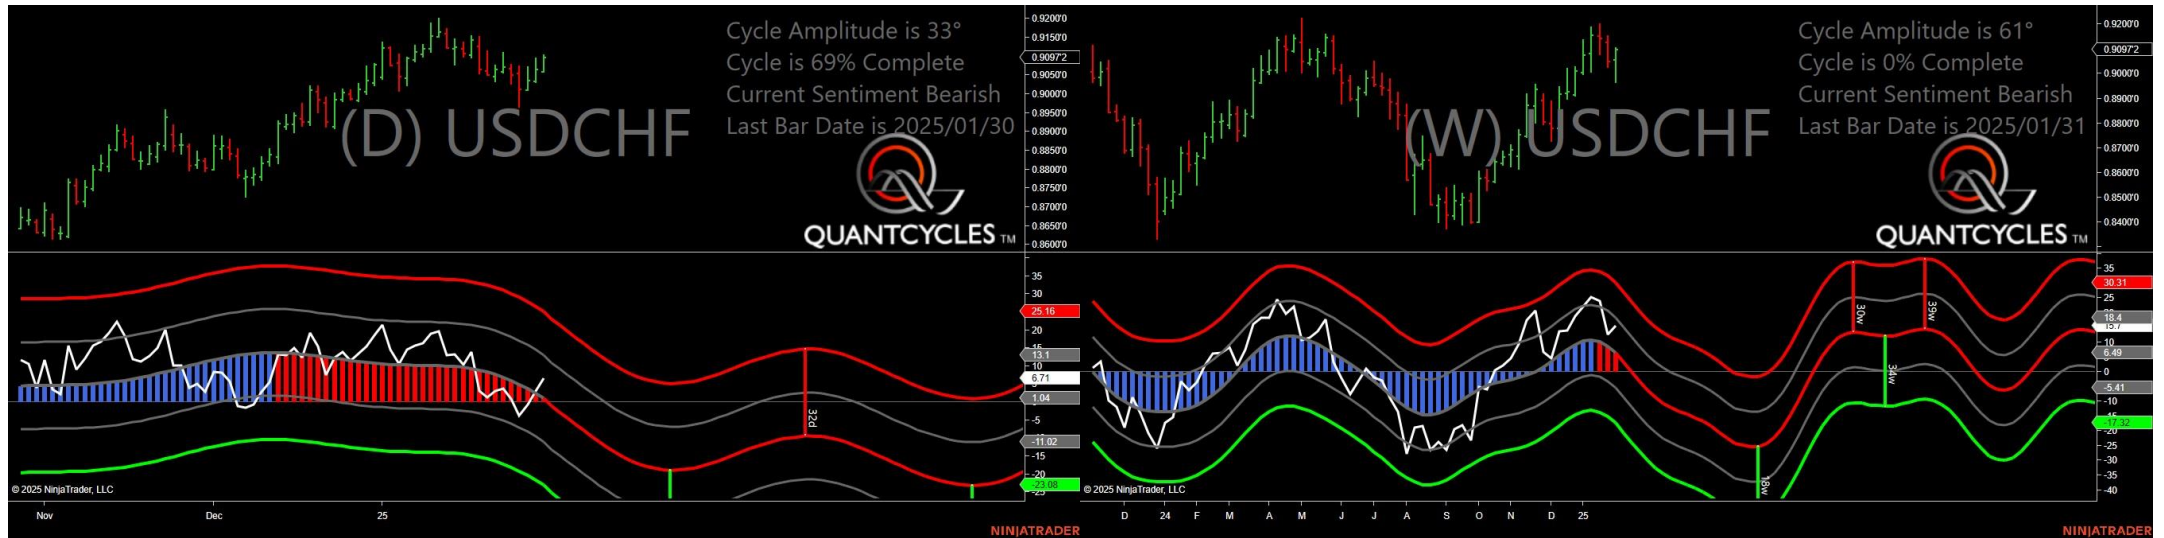 Cycle Amplitude is 33°
Cycle is 69% Complete
Current Sentiment Bearish
Last Bar Date is 2025/01/30
(D) USDCHF
QUANTCYCLES TM
0.9200'0
0.9150'0
0.9097'2
0.9050'0
0.9000'0
0.8950'0
0.8900'0
0.8850'0
0.8800'0
0.8750'0
0.8700'0
0.8650'0
0.8600'0
35
30
25.16
20
15
13.1
10
6.71
1.04
-5
-11.02
-15
-20
-23.08
-25
32d
© 2025 NinjaTrader, LLC
Nov Dec 25
NINJATRADER
Cycle Amplitude is 61°
Cycle is 0% Complete
Current Sentiment Bearish
Last Bar Date is 2025/01/31
(W) USDCHF
QUANTCYCLES TM
0.9200'0
0.9097'2
0.9000'0
0.8900'0
0.8800'0
0.8700'0
0.8600'0
0.8500'0
0.8400'0
35
30.31
25
18.4
15.7
10
6.49
0
-5.41
-10
-15
-17.32
-25
-30
-35
-40
30w
39w
34w
18w
© 2025 NinjaTrader, LLC
D 24 F M A M J J A S O N D 25
NINJATRADER